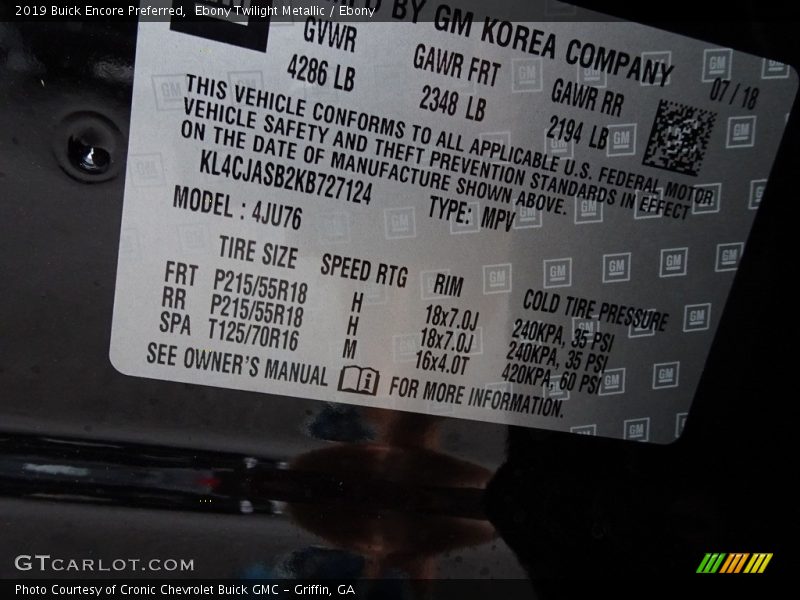 2019 Buick Encore Preferred,  Ebony Twilight Metallic / Ebony
BY GM KOREA COMPANY
07 / 18
GVWR GAWR FRT GAWR RR
4286 LB 2348 LB 2194 LB
THIS VEHICLE CONFORMS TO ALL APPLICABLE U.S. FEDERAL MOTOR
VEHICLE SAFETY AND THEFT PREVENTION STANDARDS IN EFFECT
ON THE DATE OF MANUFACTURE SHOWN ABOVE.
KL4CJASB2KB727124 TYPE: MPV
MODEL : 4JU76
TIRE SIZE SPEED RTG RIM COLD TIRE PRESSURE
FRT P215/55R18 H 18x7.0J 240KPA, 35 PSI
RR P215/55R18 H 18x7.0J 240KPA, 35 PSI
SPA T125/70R16 M 16x4.0T 420KPA, 60 PSI
SEE OWNER'S MANUAL FOR MORE INFORMATION.
GM
GTCARLOT.COM
Photo Courtesy of Cronic Chevrolet Buick GMC – Griffin, GA